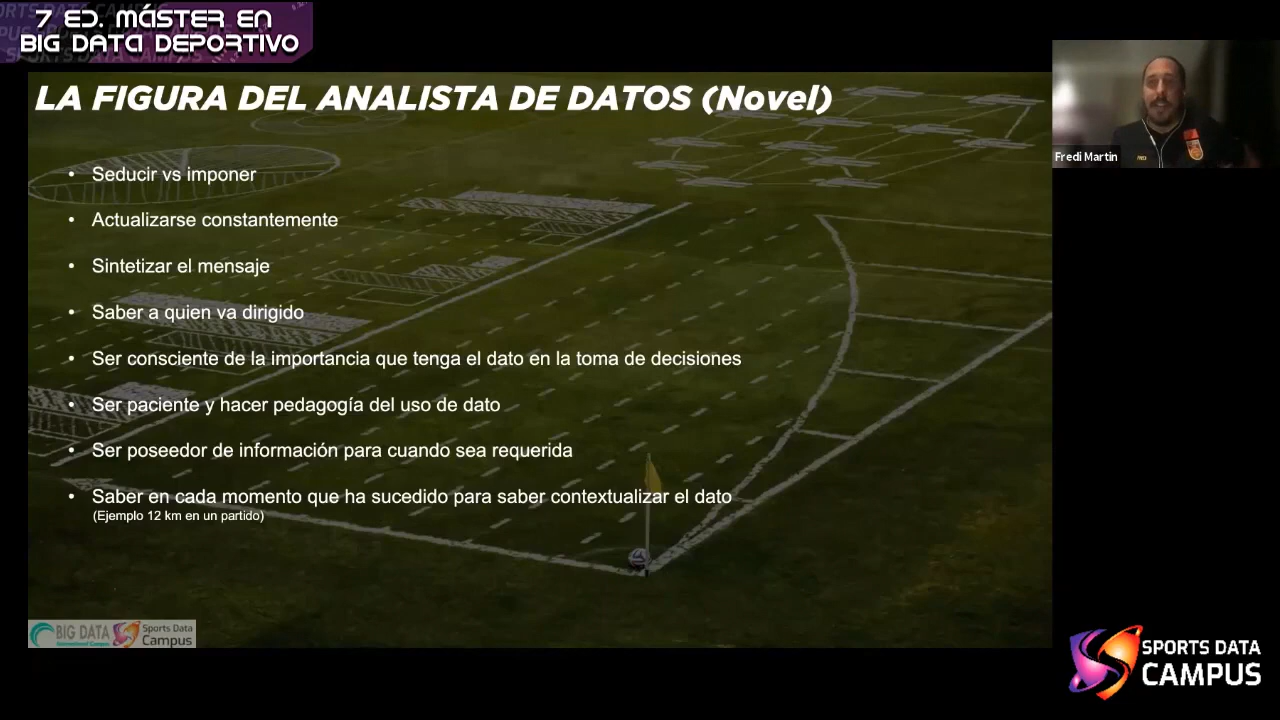 7 ED. MÁSTER EN
BIG DATA DEPORTIVO
LA FIGURA DEL ANALISTA DE DATOS (Novel)
• Seducir vs imponer
• Actualizarse constantemente
• Sintetizar el mensaje
• Saber a quien va dirigido
• Ser consciente de la importancia que tenga el dato en la toma de decisiones
• Ser paciente y hacer pedagogía del uso de dato
• Ser poseedor de información para cuando sea requerida
• Saber en cada momento que ha sucedido para saber contextualizar el dato
(Ejemplo 12 km en un partido)
Fredi Martin
BIG DATA
International Campus
Sports Data
Campus
SPORTS DATA
CAMPUS